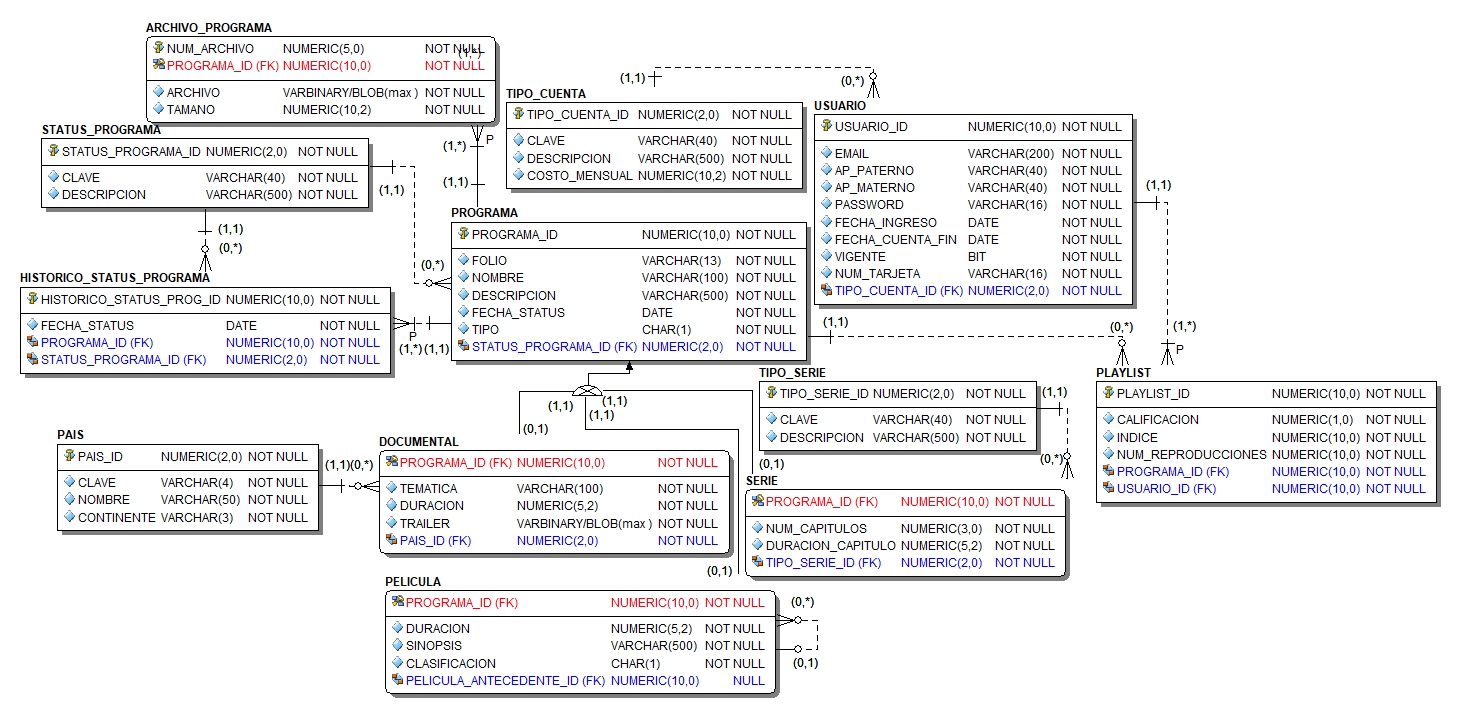 ARCHIVO_PROGRAMA
NUM_ARCHIVO NUMERIC(5,0) NOT NULL
(1,*)
PROGRAMA_ID (FK) NUMERIC(10,0) NOT NULL
ARCHIVO VARBINARY/BLOB(max ) NOT NULL
TAMANO NUMERIC(10,2) NOT NULL
(1,*) P
(1,1)
(1,1)
(0,*)
TIPO_CUENTA
TIPO_CUENTA_ID NUMERIC(2,0) NOT NULL
CLAVE VARCHAR(40) NOT NULL
DESCRIPCION VARCHAR(500) NOT NULL
COSTO_MENSUAL NUMERIC(10,2) NOT NULL
USUARIO
USUARIO_ID NUMERIC(10,0) NOT NULL
EMAIL VARCHAR(200) NOT NULL
AP_PATERNO VARCHAR(40) NOT NULL
AP_MATERNO VARCHAR(40) NOT NULL
PASSWORD VARCHAR(16) NOT NULL
FECHA_INGRESO DATE NOT NULL
FECHA_CUENTA_FIN DATE NOT NULL
VIGENTE BIT NOT NULL
NUM_TARJETA VARCHAR(16) NOT NULL
TIPO_CUENTA_ID (FK) NUMERIC(2,0) NOT NULL
(1,1)
(1,*)
P
STATUS_PROGRAMA
STATUS_PROGRAMA_ID NUMERIC(2,0) NOT NULL
CLAVE VARCHAR(40) NOT NULL
DESCRIPCION VARCHAR(500) NOT NULL
(1,1)
(0,*)
(1,1)
(0,*)
HISTORICO_STATUS_PROGRAMA
HISTORICO_STATUS_PROG_ID NUMERIC(10,0) NOT NULL
FECHA_STATUS DATE NOT NULL
PROGRAMA_ID (FK) NUMERIC(10,0) NOT NULL
STATUS_PROGRAMA_ID (FK) NUMERIC(2,0) NOT NULL
P
(1,*) (1,1)
PROGRAMA
PROGRAMA_ID NUMERIC(10,0) NOT NULL
FOLIO VARCHAR(13) NOT NULL
NOMBRE VARCHAR(100) NOT NULL
DESCRIPCION VARCHAR(500) NOT NULL
FECHA_STATUS DATE NOT NULL
TIPO CHAR(1) NOT NULL
STATUS_PROGRAMA_ID (FK) NUMERIC(2,0) NOT NULL
(1,1)
(0,*)
(1,1)
(1,1)
(1,1)
(0,1)
(0,1)
(0,1)
TIPO_SERIE
TIPO_SERIE_ID NUMERIC(2,0) NOT NULL
CLAVE VARCHAR(40) NOT NULL
DESCRIPCION VARCHAR(500) NOT NULL
(1,1)
(0,*)
PLAYLIST
PLAYLIST_ID NUMERIC(10,0) NOT NULL
CALIFICACION NUMERIC(1,0) NOT NULL
INDICE NUMERIC(10,0) NOT NULL
NUM_REPRODUCCIONES NUMERIC(10,0) NOT NULL
PROGRAMA_ID (FK) NUMERIC(10,0) NOT NULL
USUARIO_ID (FK) NUMERIC(10,0) NOT NULL
PAIS
PAIS_ID NUMERIC(2,0) NOT NULL
CLAVE VARCHAR(4) NOT NULL
NOMBRE VARCHAR(50) NOT NULL
CONTINENTE VARCHAR(3) NOT NULL
(1,1)(0,*)
DOCUMENTAL
PROGRAMA_ID (FK) NUMERIC(10,0) NOT NULL
TEMATICA VARCHAR(100) NOT NULL
DURACION NUMERIC(5,2) NOT NULL
TRAILER VARBINARY/BLOB(max ) NOT NULL
PAIS_ID (FK) NUMERIC(2,0) NOT NULL
SERIE
PROGRAMA_ID (FK) NUMERIC(10,0) NOT NULL
NUM_CAPITULOS NUMERIC(3,0) NOT NULL
DURACION_CAPITULO NUMERIC(5,2) NOT NULL
TIPO_SERIE_ID (FK) NUMERIC(2,0) NOT NULL
PELICULA
PROGRAMA_ID (FK) NUMERIC(10,0) NOT NULL
DURACION NUMERIC(5,2) NOT NULL
SINOPSIS VARCHAR(500) NOT NULL
CLASIFICACION CHAR(1) NOT NULL
PELICULA_ANTECEDENTE_ID (FK) NUMERIC(10,0) NULL
(0,*)
(0,1)